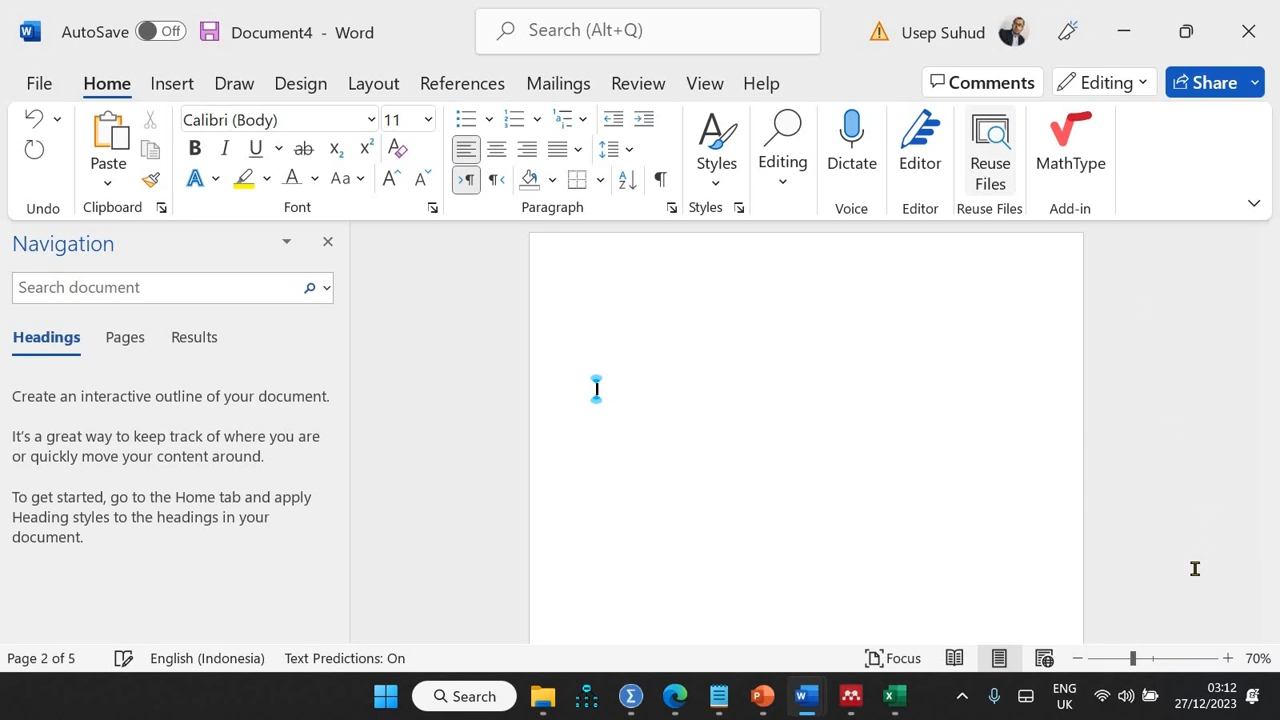 AutoSave Off Document4 - Word Search (Alt+Q) Usep Suhud
File Home Insert Draw Design Layout References Mailings Review View Help Comments Editing Share
Calibri (Body) 11
Paste Styles Editing Dictate Editor Reuse Files MathType
Undo Clipboard Font Paragraph Styles Voice Editor Reuse Files Add-in
Navigation
Search document
Headings Pages Results
Create an interactive outline of your document.
It's a great way to keep track of where you are
or quickly move your content around.
To get started, go to the Home tab and apply
Heading styles to the headings in your
document.
Page 2 of 5 English (Indonesia) Text Predictions: On Focus 70%
Search ENG UK 03:12 27/12/2023